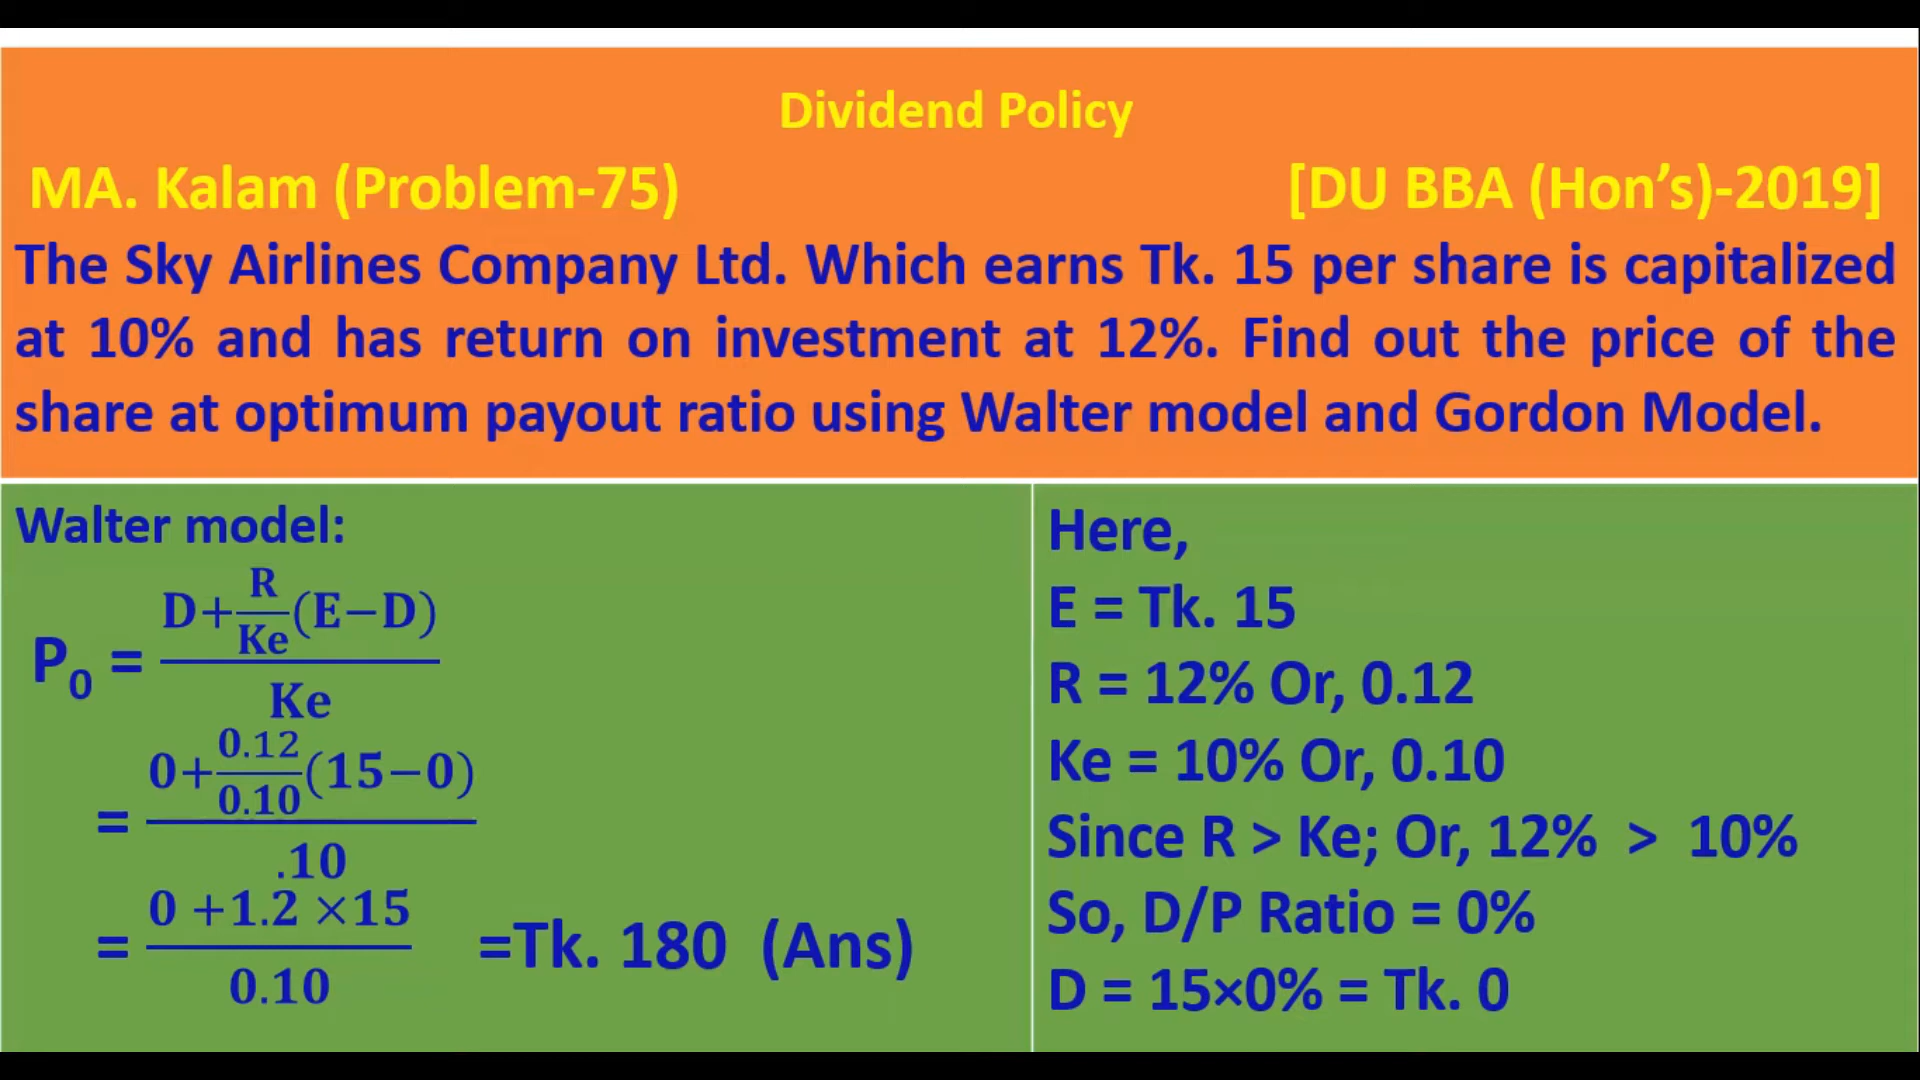 Dividend Policy
MA. Kalam (Problem-75) [DU BBA (Hon’s)-2019]
The Sky Airlines Company Ltd. Which earns Tk. 15 per share is capitalized
at 10% and has return on investment at 12%. Find out the price of the
share at optimum payout ratio using Walter model and Gordon Model.
Walter model:
P₀ = (D+R/Ke(E−D))/Ke
= (0+0.12/0.10(15−0))/.10
= (0 +1.2 ×15)/0.10 =Tk. 180 (Ans)
Here,
E = Tk. 15
R = 12% Or, 0.12
Ke = 10% Or, 0.10
Since R > Ke; Or, 12% > 10%
So, D/P Ratio = 0%
D = 15×0% = Tk. 0